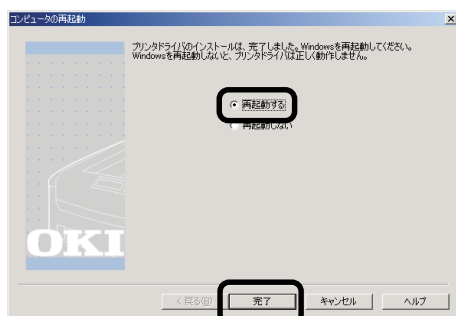 コンピュータの再起動
プリンタドライバのインストールは、完了しました。Windowsを再起動してください。
Windowsを再起動しないと、プリンタドライバは正しく動作しません。
再起動する
再起動しない
OKI
< 戻る(B)
完了
キャンセル
ヘルプ